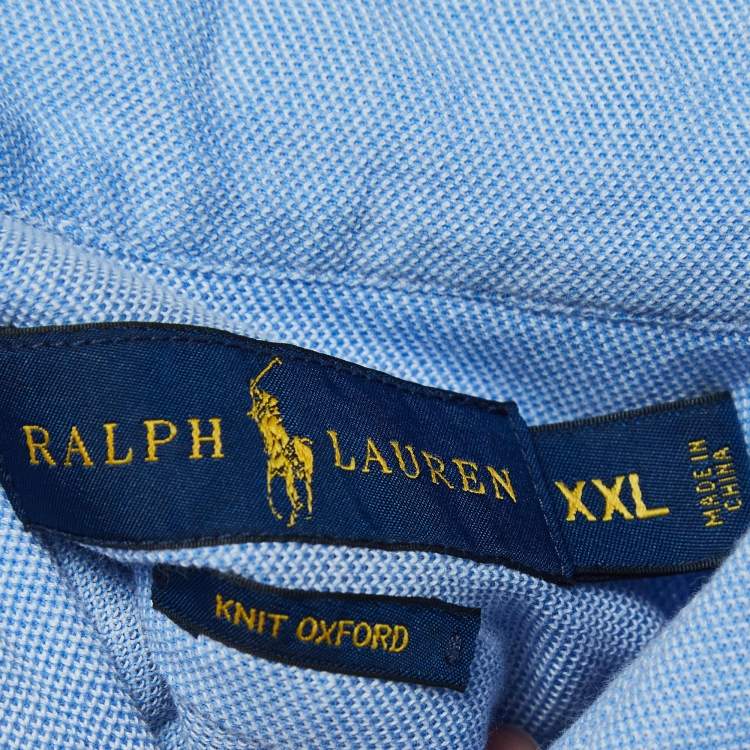 RALPH LAUREN
XXL
MADE IN
CHINA
KNIT OXFORD